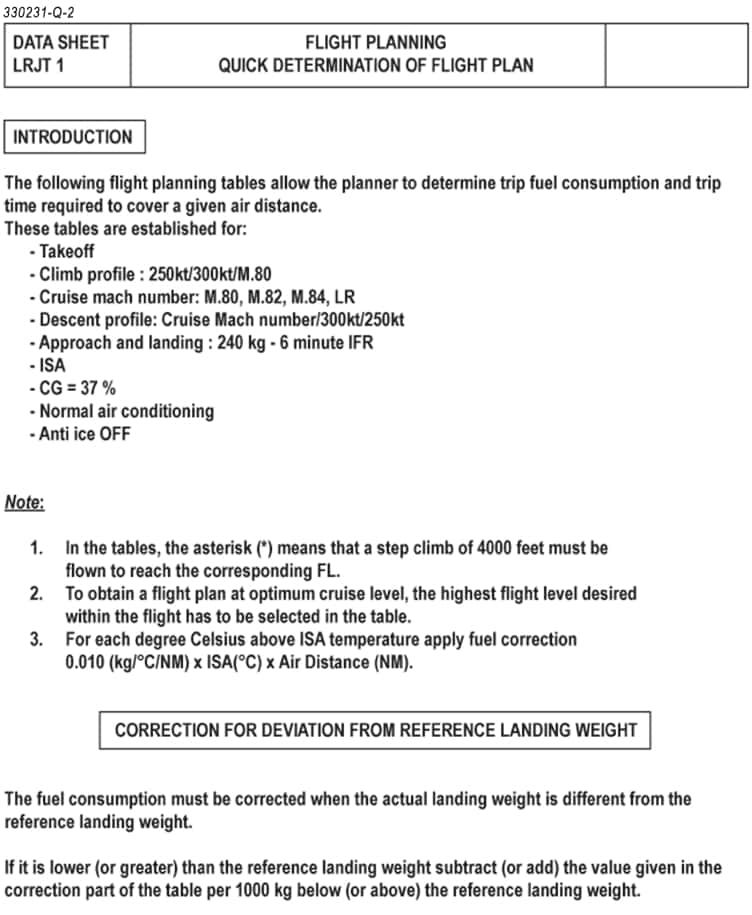 330231-Q-2
DATA SHEET
LRJT 1
FLIGHT PLANNING
QUICK DETERMINATION OF FLIGHT PLAN
INTRODUCTION
The following flight planning tables allow the planner to determine trip fuel consumption and trip
time required to cover a given air distance.
These tables are established for:
- Takeoff
- Climb profile : 250kt/300kt/M.80
- Cruise mach number: M.80, M.82, M.84, LR
- Descent profile: Cruise Mach number/300kt/250kt
- Approach and landing : 240 kg - 6 minute IFR
- ISA
- CG = 37 %
- Normal air conditioning
- Anti ice OFF
Note:
1. In the tables, the asterisk (*) means that a step climb of 4000 feet must be
flown to reach the corresponding FL.
2. To obtain a flight plan at optimum cruise level, the highest flight level desired
within the flight has to be selected in the table.
3. For each degree Celsius above ISA temperature apply fuel correction
0.010 (kg/°C/NM) x ISA(°C) x Air Distance (NM).
CORRECTION FOR DEVIATION FROM REFERENCE LANDING WEIGHT
The fuel consumption must be corrected when the actual landing weight is different from the
reference landing weight.
If it is lower (or greater) than the reference landing weight subtract (or add) the value given in the
correction part of the table per 1000 kg below (or above) the reference landing weight.